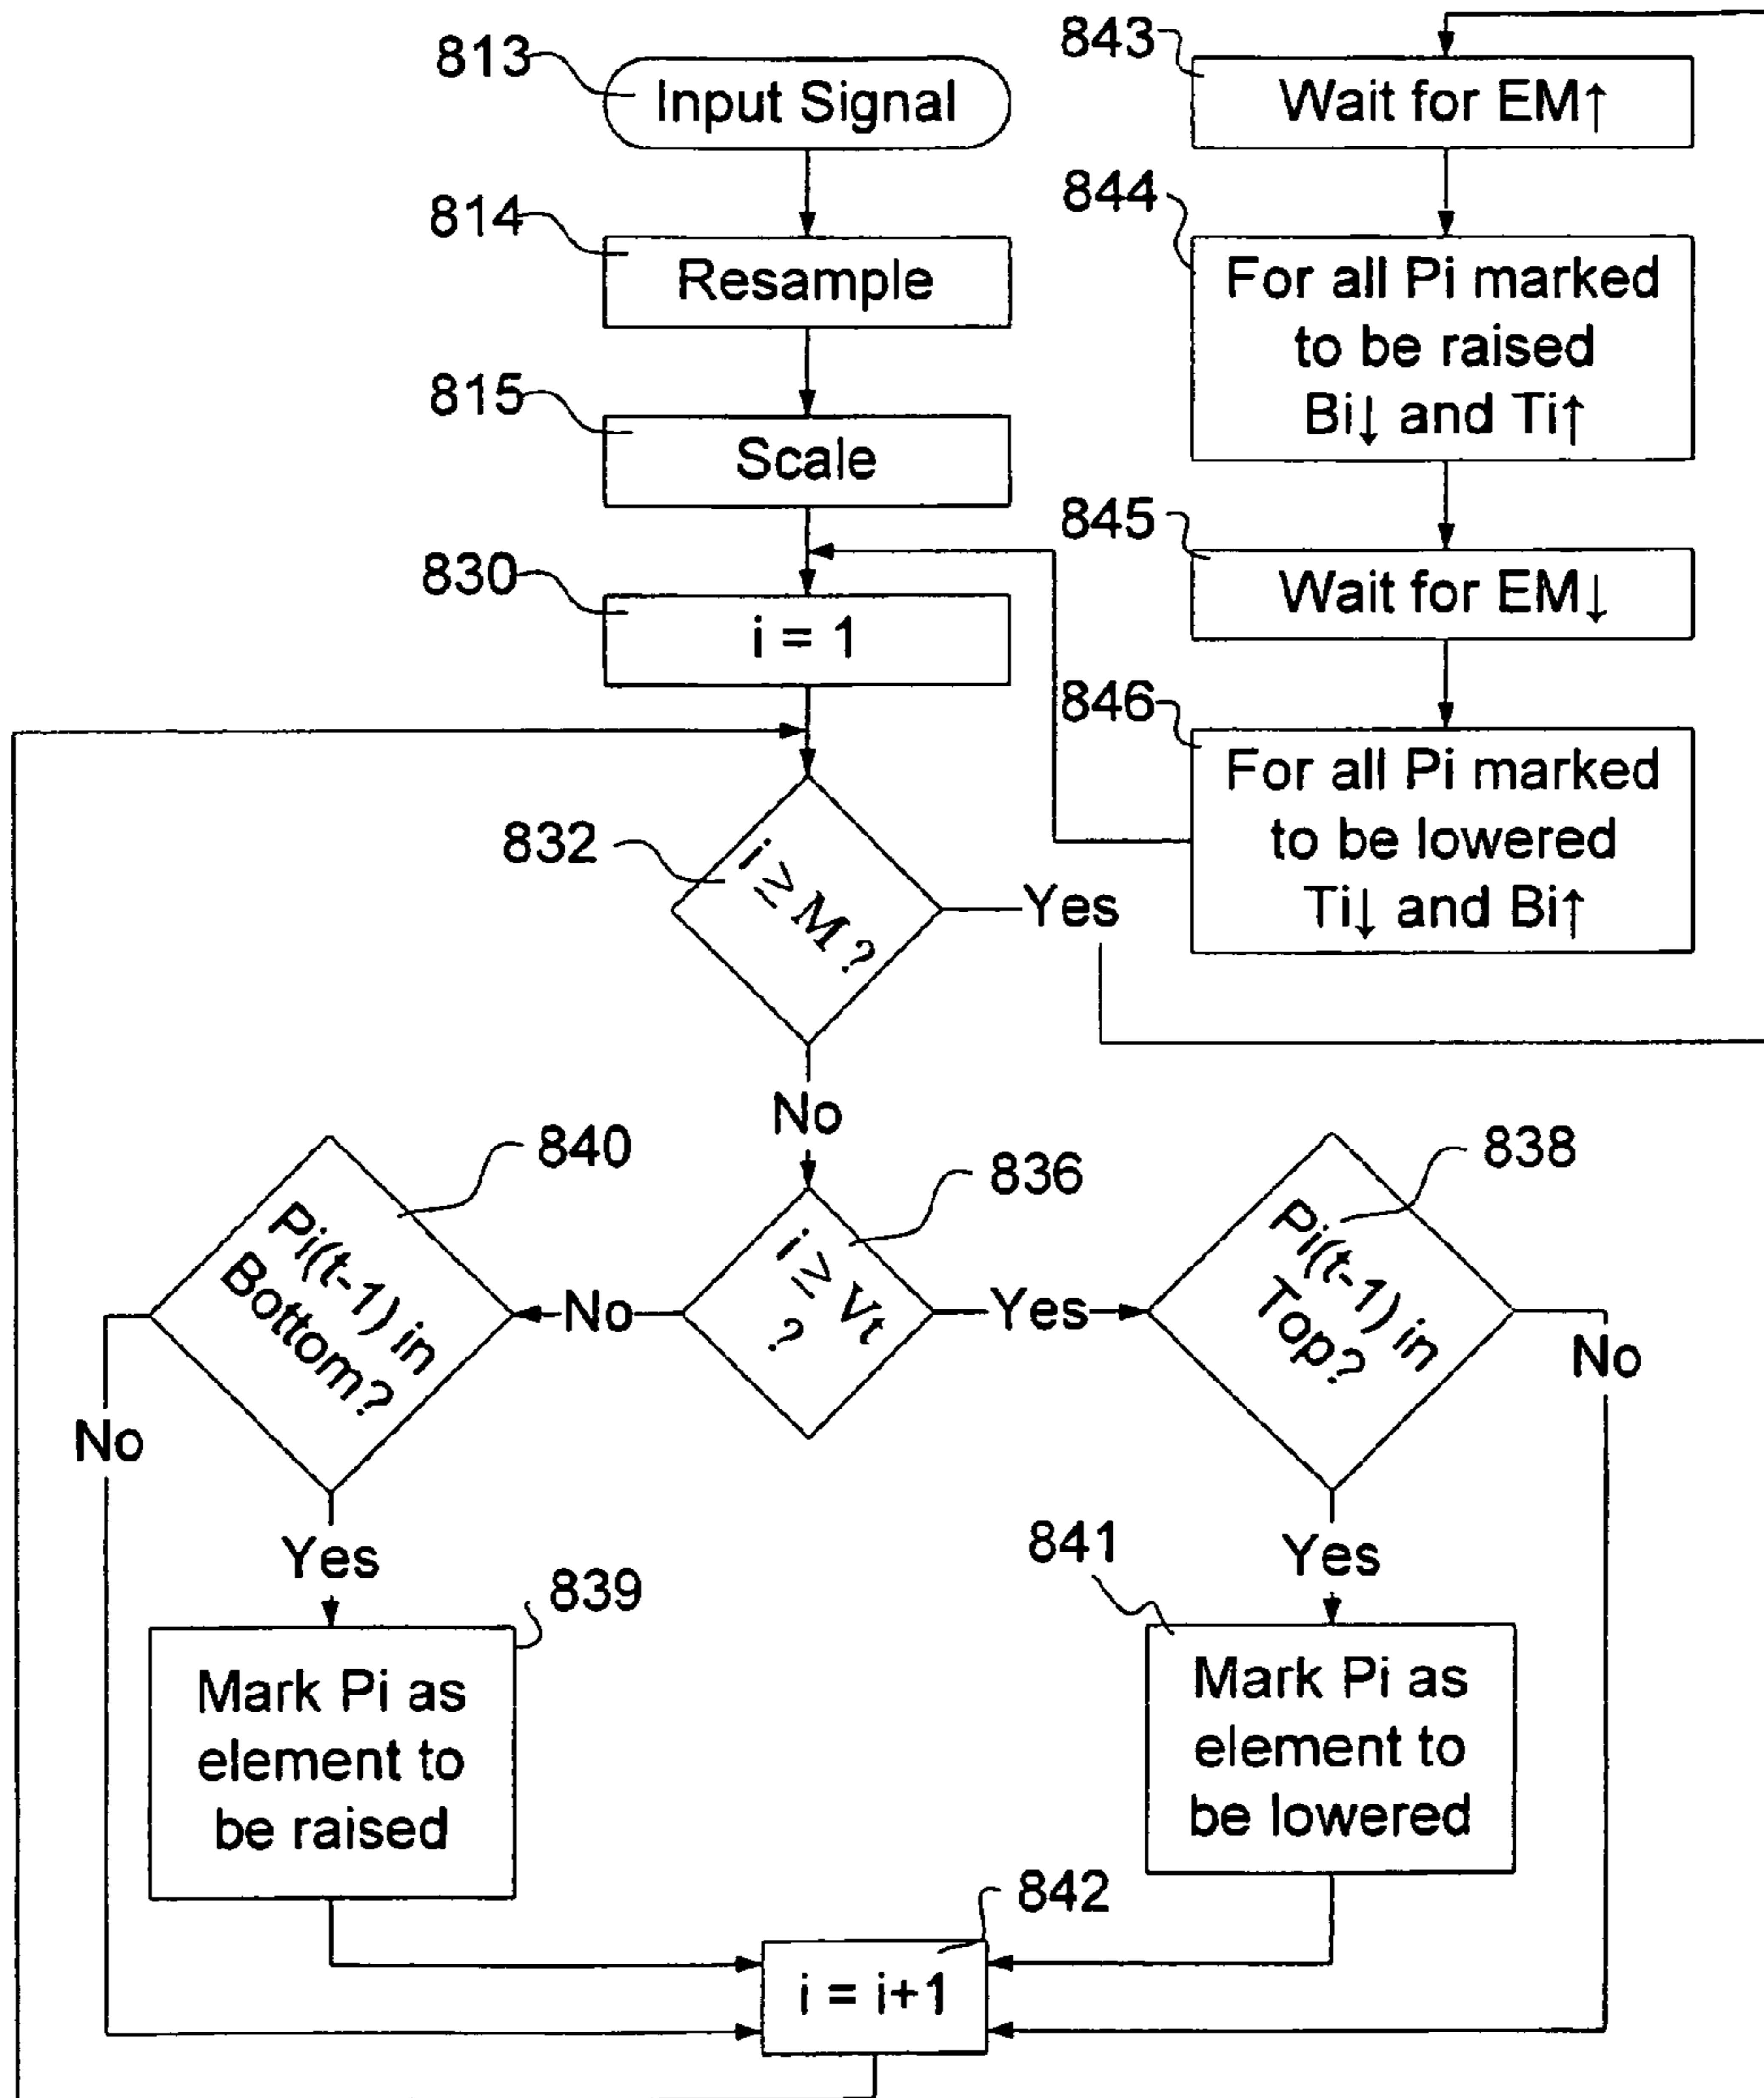 813
Input Signal
814
Resample
815
Scale
830
i = 1
832
i ≥ M ?
Yes
No
836
i ≥ Vt
?
No
Yes
840
Pi(t-1) in
Bottom?
No
Yes
839
Mark Pi as
element to
be raised
838
Pi(t-1) in
Top?
No
Yes
841
Mark Pi as
element to
be lowered
842
i = i+1
843
Wait for EM↑
844
For all Pi marked
to be raised
Bi↓ and Ti↑
845
Wait for EM↓
846
For all Pi marked
to be lowered
Ti↓ and Bi↑